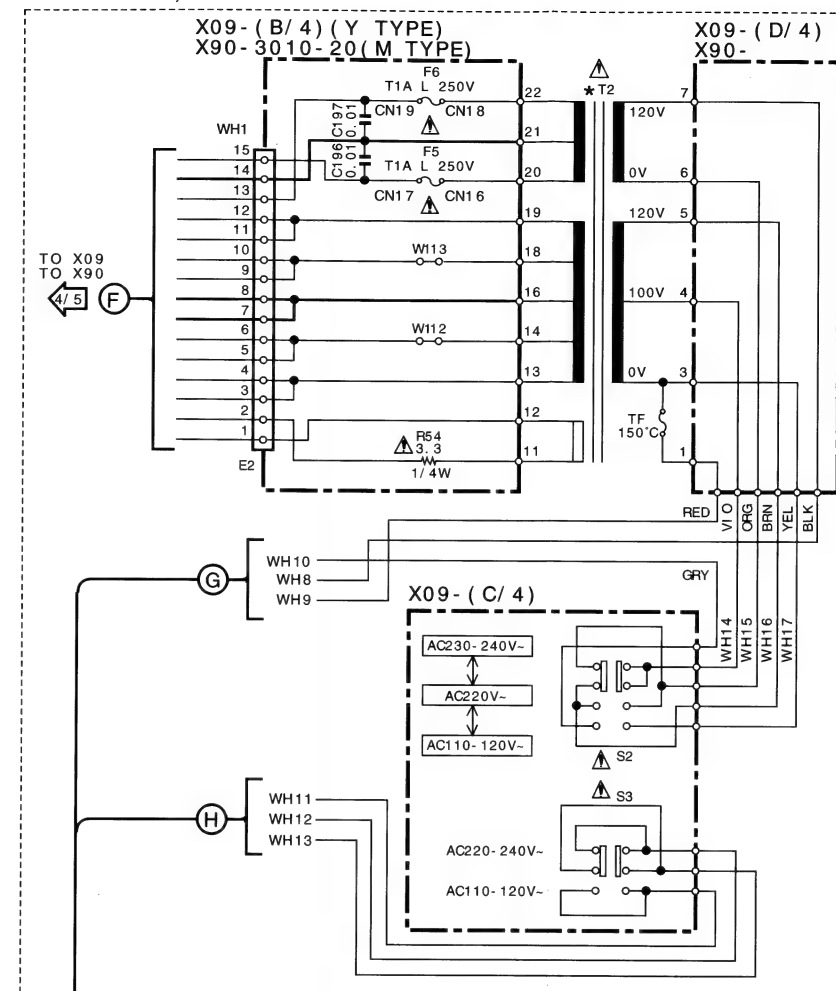 X09-(B/4)(Y TYPE)
X90-3010-20(M TYPE)
X09-(D/4)
X90-
F6
T1A L 250V
CN19 CN18
C197
0.01
C196
0.01
F5
T1A L 250V
CN17 CN16
WH1
15
14
13
12
11
10
9
8
7
6
5
4
3
2
1
E2
TO X09
TO X90
4/5
F
W113
W112
R54
3.3
1/4W
22
21
20
19
18
16
14
13
12
11
*T2
120V
0V
120V
100V
0V
7
6
5
4
3
1
TF
150°C
RED
VIO
ORG
BRN
YEL
BLK
G
WH10
WH8
WH9
GRY
WH14
WH15
WH16
WH17
X09-(C/4)
AC230-240V~
AC220V~
AC110-120V~
S2
S3
H
WH11
WH12
WH13
AC220-240V~
AC110-120V~